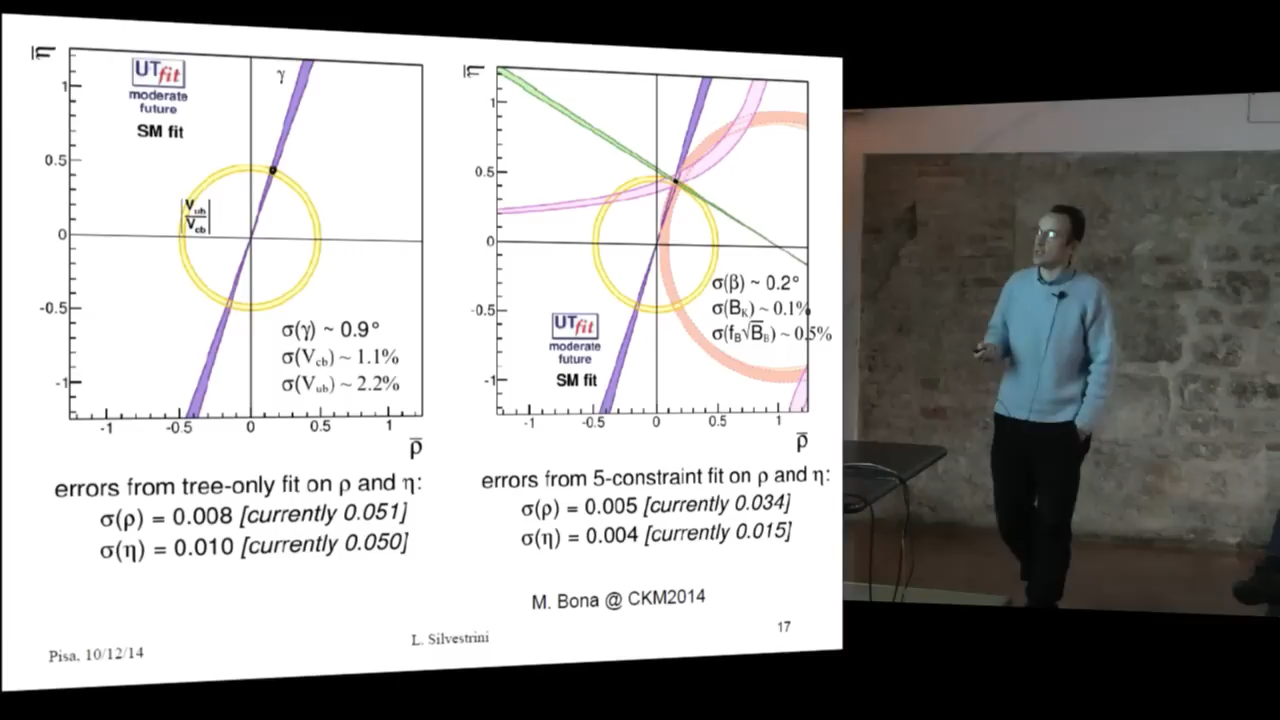 η̅
UTfit
moderate
future
SM fit
γ
1
0.5
0
-0.5
-1
|Vub/Vcb|
σ(γ) ~ 0.9°
σ(Vcb) ~ 1.1%
σ(Vub) ~ 2.2%
-1 -0.5 0 0.5 1
ρ̅
errors from tree-only fit on ρ and η:
σ(ρ) = 0.008 [currently 0.051]
σ(η) = 0.010 [currently 0.050]
η̅
1
0.5
0
-0.5
-1
σ(β) ~ 0.2°
σ(BK) ~ 0.1%
σ(fB√B̅B) ~ 0.5%
UTfit
moderate
future
SM fit
-1 -0.5 0 0.5 1
ρ̅
errors from 5-constraint fit on ρ and η:
σ(ρ) = 0.005 [currently 0.034]
σ(η) = 0.004 [currently 0.015]
M. Bona @ CKM2014
Pisa, 10/12/14
L. Silvestrini
17